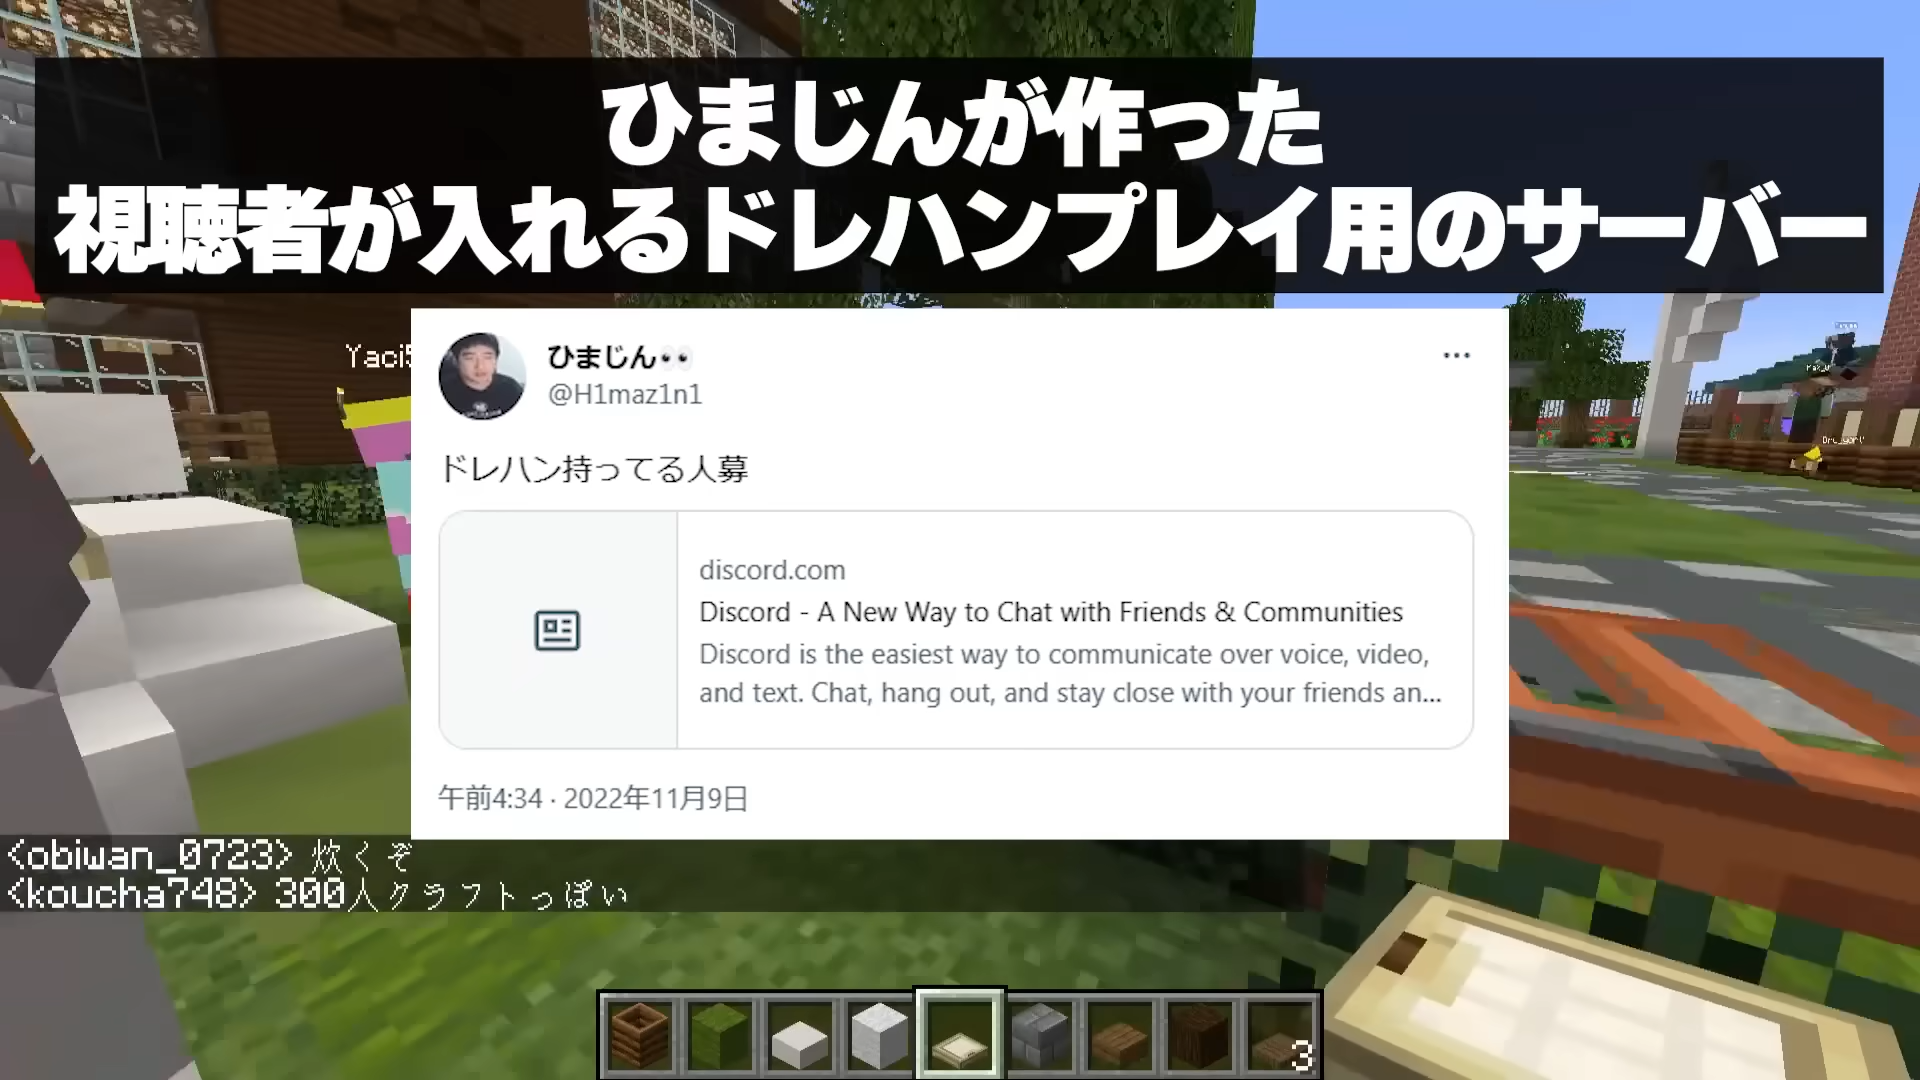 ひまじんが作った
視聴者が入れるドレハンプレイ用のサーバー
Yaci
ひまじん👀
@H1maz1n1
ドレハン持ってる人募
discord.com
Discord - A New Way to Chat with Friends & Communities
Discord is the easiest way to communicate over voice, video,
and text. Chat, hang out, and stay close with your friends an...
午前4:34 · 2022年11月9日
<obiwan_0723> 炊くぞ
<koucha748> 300人クラフトっぽい
3